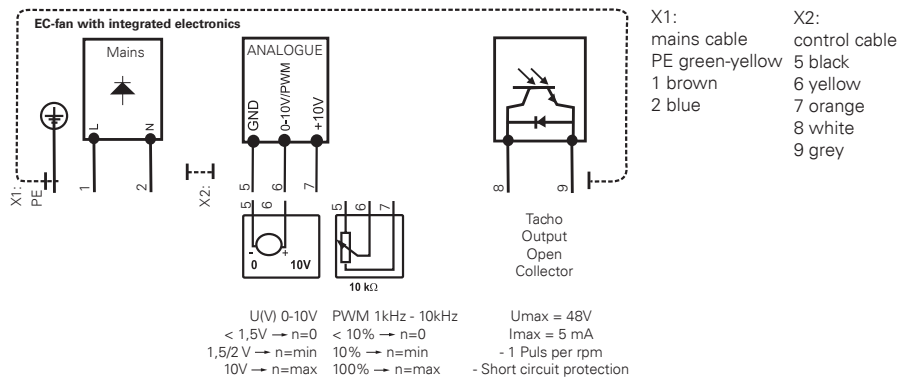 EC-fan with integrated electronics
Mains
L
N
X1:
PE
1
2
ANALOGUE
GND
0-10V/PWM
+10V
X2:
5
6
7
5
6
- +
0 10V
5
6
7
10 kΩ
8
9
Tacho
Output
Open
Collector
U(V) 0-10V
< 1,5V → n=0
1,5/2 V → n=min
10V → n=max
PWM 1kHz - 10kHz
< 10% → n=0
10% → n=min
100% → n=max
Umax = 48V
Imax = 5 mA
- 1 Puls per rpm
- Short circuit protection
X1:
mains cable
PE green-yellow
1 brown
2 blue
X2:
control cable
5 black
6 yellow
7 orange
8 white
9 grey